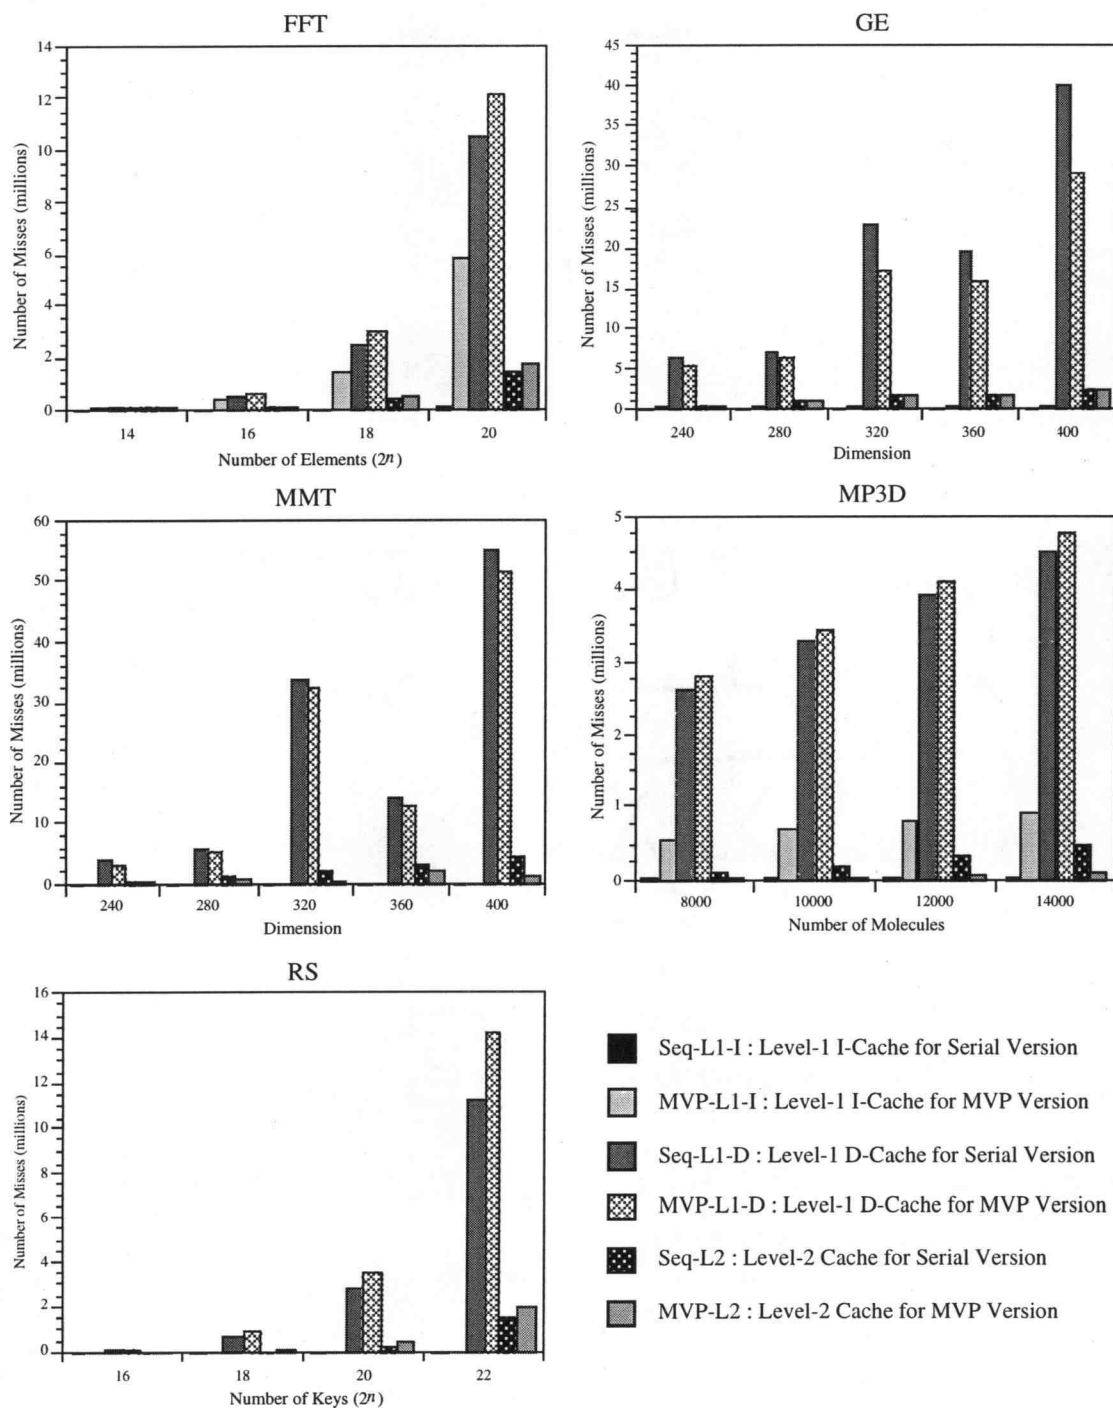 FFT
14
12
10
8
6
4
2
0
Number of Misses (millions)
14 16 18 20
Number of Elements (2n)
GE
45
40
35
30
25
20
15
10
5
0
Number of Misses (millions)
240 280 320 360 400
Dimension
MMT
60
50
40
30
20
10
0
Number of Misses (millions)
240 280 320 360 400
Dimension
MP3D
5
4
3
2
1
0
Number of Misses (millions)
8000 10000 12000 14000
Number of Molecules
RS
16
14
12
10
8
6
4
2
0
Number of Misses (millions)
16 18 20 22
Number of Keys (2n)
Seq-L1-I : Level-1 I-Cache for Serial Version
MVP-L1-I : Level-1 I-Cache for MVP Version
Seq-L1-D : Level-1 D-Cache for Serial Version
MVP-L1-D : Level-1 D-Cache for MVP Version
Seq-L2 : Level-2 Cache for Serial Version
MVP-L2 : Level-2 Cache for MVP Version